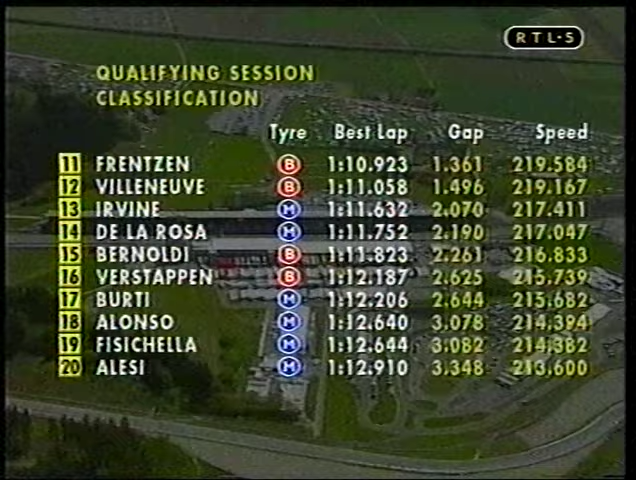 RTL-5
QUALIFYING SESSION
CLASSIFICATION
Tyre Best Lap Gap Speed
11 FRENTZEN B 1:10.923 1.361 219.584
12 VILLENEUVE B 1:11.058 1.496 219.167
13 IRVINE M 1:11.632 2.070 217.411
14 DE LA ROSA M 1:11.752 2.190 217.047
15 BERNOLDI B 1:11.823 2.261 216.833
16 VERSTAPPEN B 1:12.187 2.625 215.739
17 BURTI M 1:12.206 2.644 215.682
18 ALONSO M 1:12.640 3.078 214.394
19 FISICHELLA M 1:12.644 3.082 214.382
20 ALESI M 1:12.910 3.348 213.600